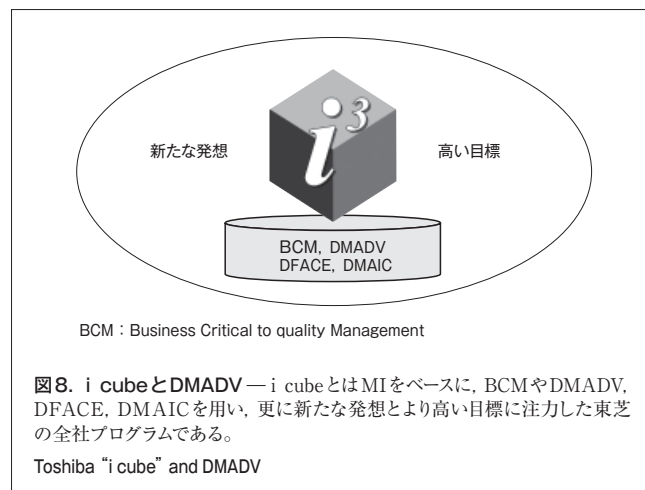 i3
新たな発想
高い目標
BCM, DMADV
DFACE, DMAIC
BCM：Business Critical to quality Management
図8. i cubeとDMADV — i cubeとはMIをベースに, BCMやDMADV,
DFACE, DMAICを用い, 更に新たな発想とより高い目標に注力した東芝
の全社プログラムである。
Toshiba “i cube” and DMADV